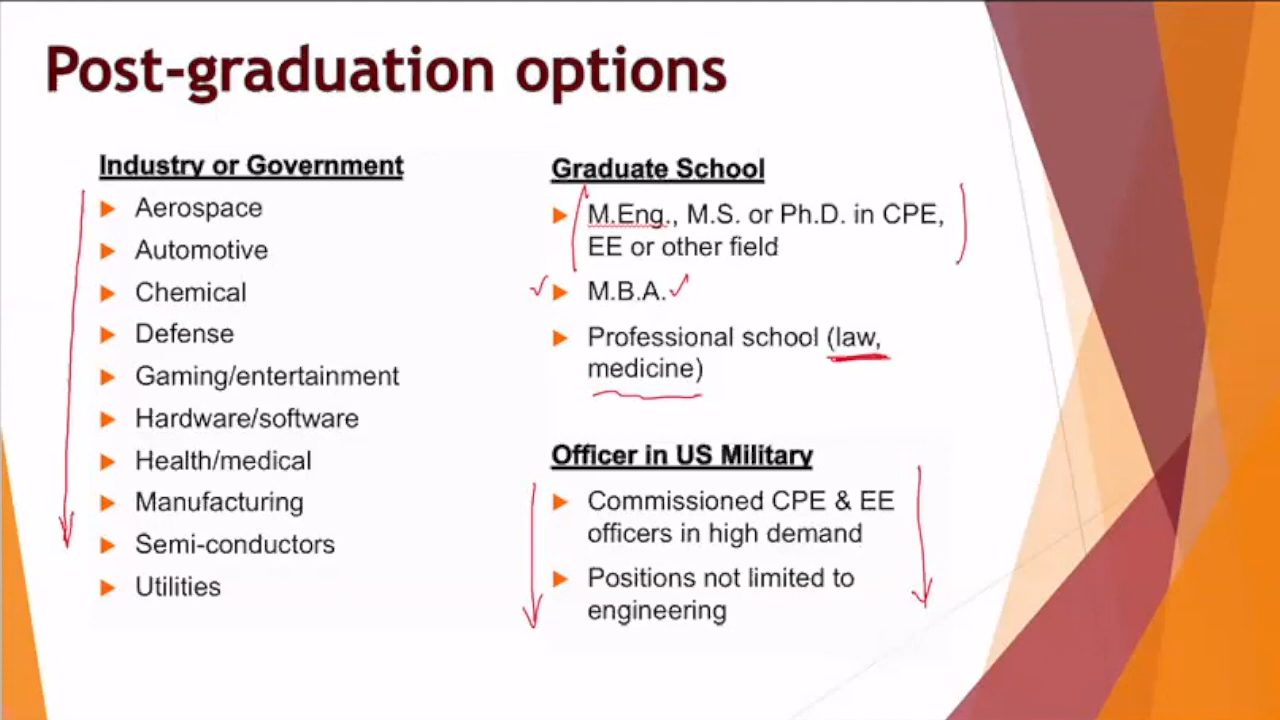 Post-graduation options
Industry or Government
Aerospace
Automotive
Chemical
Defense
Gaming/entertainment
Hardware/software
Health/medical
Manufacturing
Semi-conductors
Utilities
Graduate School
M.Eng., M.S. or Ph.D. in CPE,
EE or other field
M.B.A.
Professional school (law,
medicine)
Officer in US Military
Commissioned CPE & EE
officers in high demand
Positions not limited to
engineering